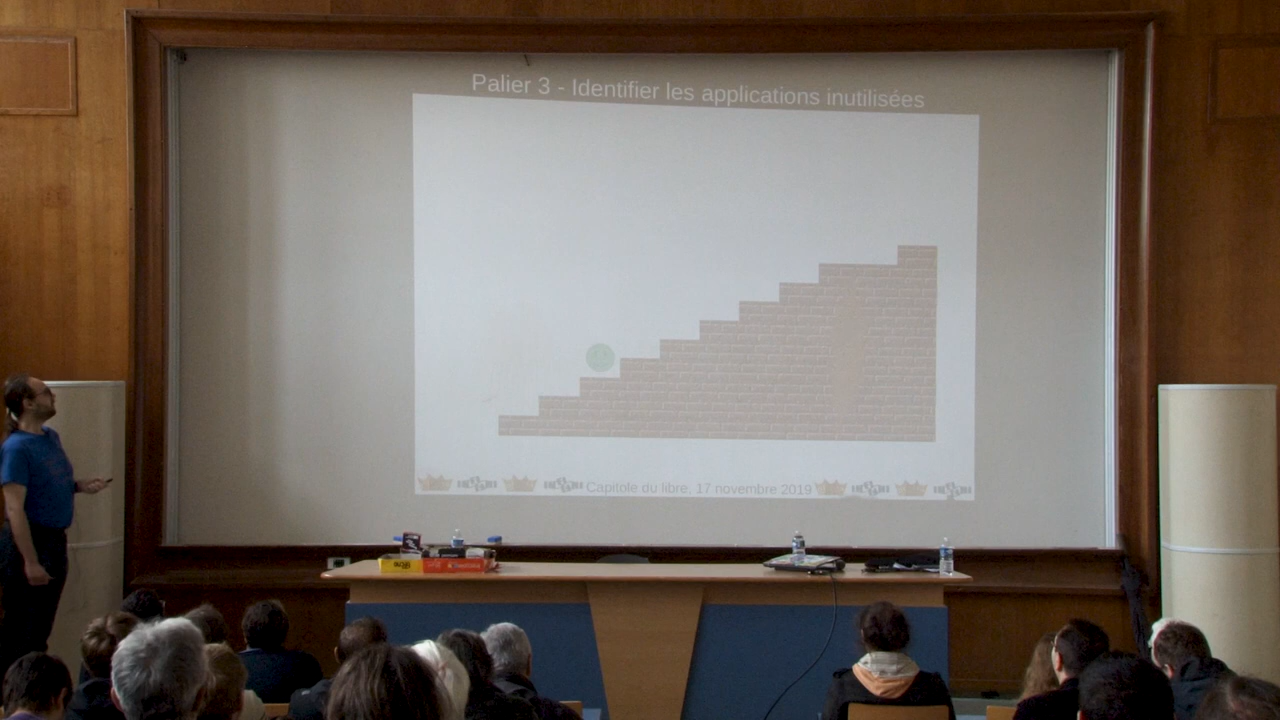 Palier 3 - Identifier les applications inutilisées
Capitole du libre, 17 novembre 2019